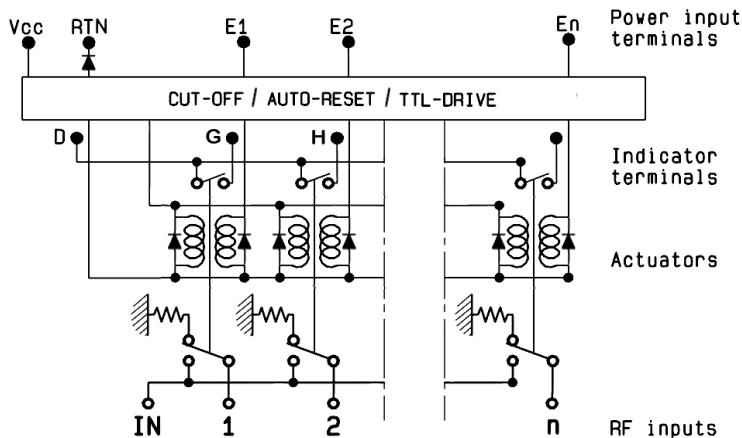 Vcc RTN E1 E2 En Power input
terminals
CUT-OFF / AUTO-RESET / TTL-DRIVE
D G H
Indicator
terminals
Actuators
IN 1 2 n RF inputs